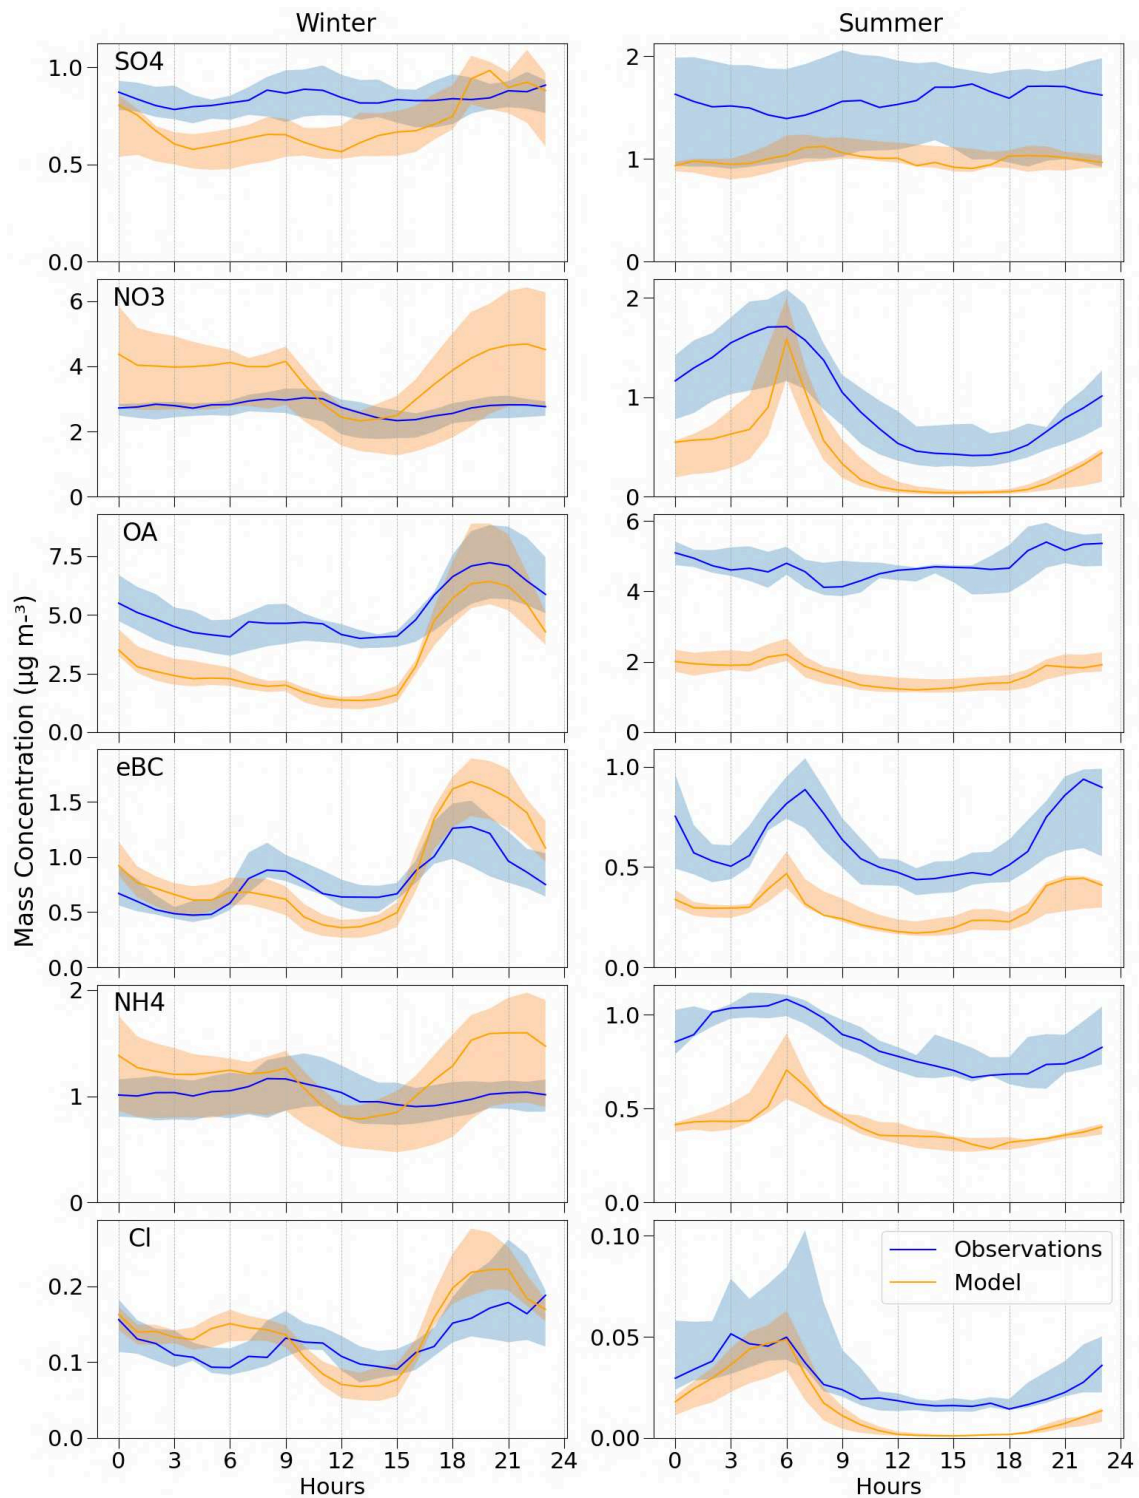 Winter
Summer
SO4
1.0
0.5
0.0
2
1
0
NO3
6
4
2
0
2
1
0
OA
7.5
5.0
2.5
0.0
6
4
2
0
Mass Concentration (μg m-³)
eBC
1.5
1.0
0.5
0.0
1.0
0.5
0.0
NH4
2
1
0
1.0
0.5
0.0
Cl
0.2
0.1
0.0
0.10
0.05
0.00
Observations
Model
0 3 6 9 12 15 18 21 24
0 3 6 9 12 15 18 21 24
Hours
Hours